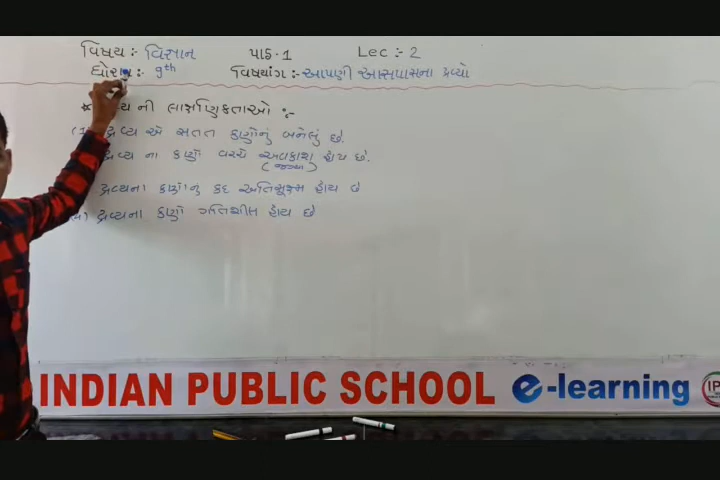 વિષય :- વિજ્ઞાન પાઠ-1 Lec :- 2
ધોરણ :- 9th વિષયાંગ :- આપણી આસપાસના દ્રવ્યો
ની લાક્ષણિકતાઓ :-
દ્રવ્ય એ સતત કણોનું બનેલું છે.
દ્રવ્ય ના કણો વચ્ચે અવકાશ હોય છે.
(જગ્યા)
દ્રવ્યના કણોનું કદ અતિસૂક્ષ્મ હોય છે
દ્રવ્યના કણો ગતિશીલ હોય છે
INDIAN PUBLIC SCHOOL e-learning